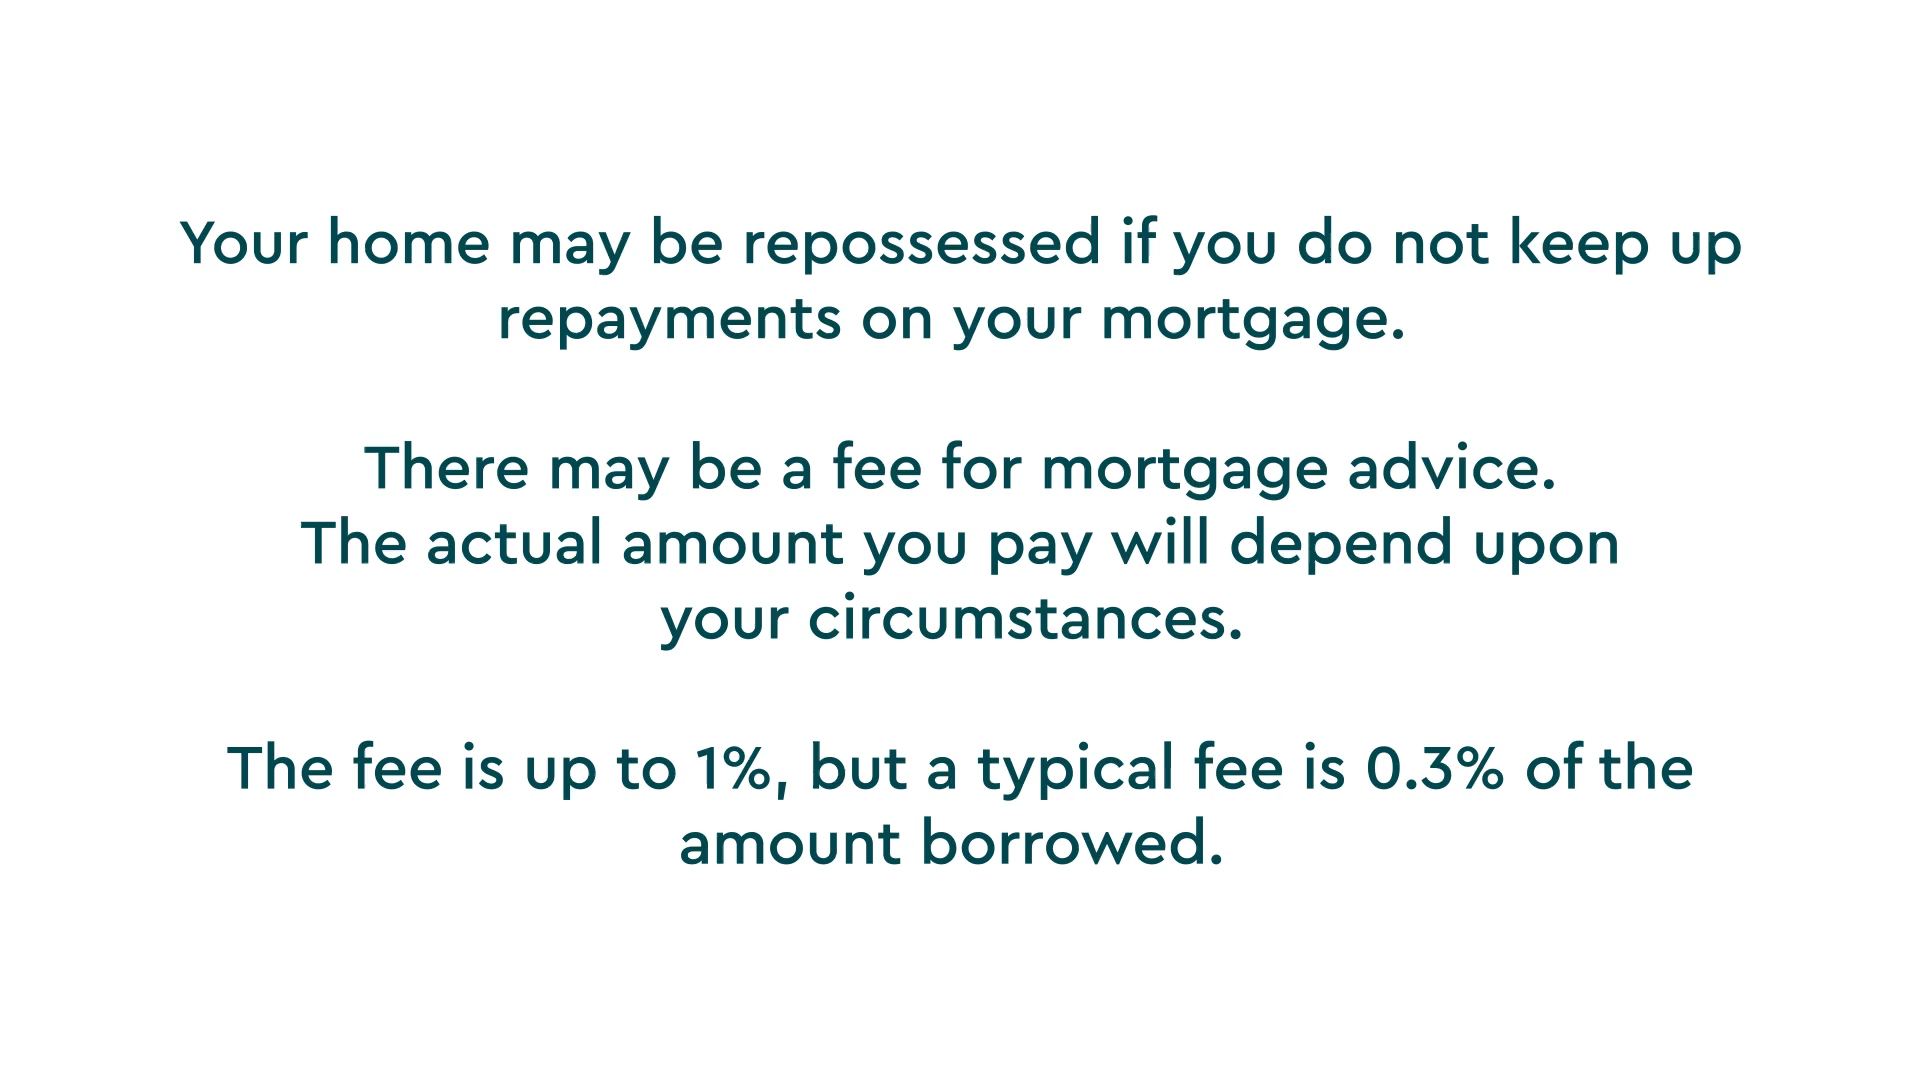 Your home may be repossessed if you do not keep up
repayments on your mortgage.
There may be a fee for mortgage advice.
The actual amount you pay will depend upon
your circumstances.
The fee is up to 1%, but a typical fee is 0.3% of the
amount borrowed.